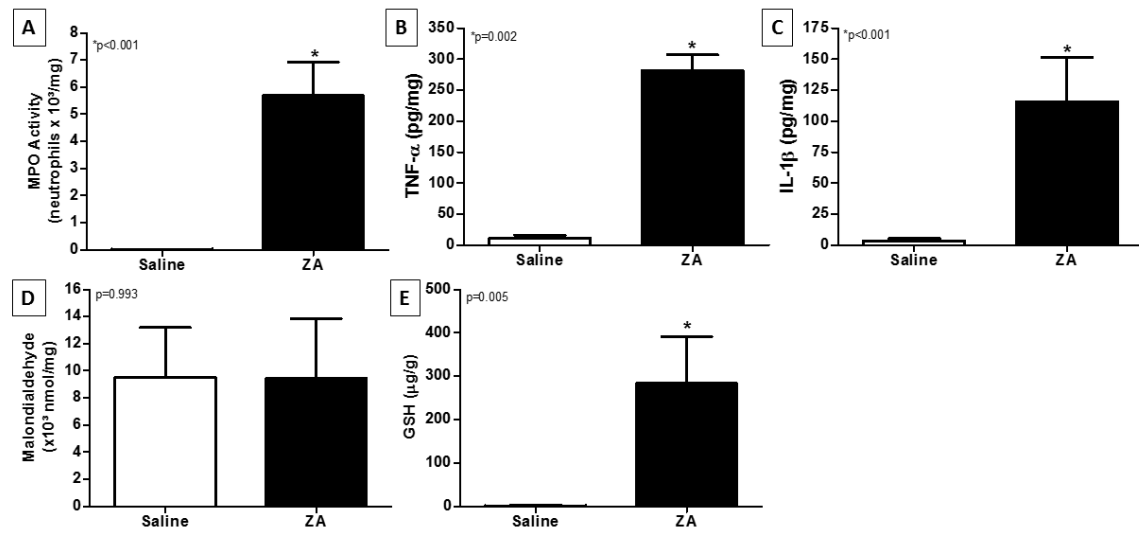 A
*p<0.001
MPO Activity
(neutrophils x 10³/mg)
8
7
6
5
4
3
2
1
0
*
Saline
ZA
B
*p=0.002
TNF-α (pg/mg)
350
300
250
200
150
100
50
0
*
Saline
ZA
C
*p<0.001
IL-1β (pg/mg)
175
150
125
100
75
50
25
0
*
Saline
ZA
D
p=0.993
Malondialdehyde
(x10³ nmol/mg)
16
14
12
10
8
6
4
2
0
Saline
ZA
E
p=0.005
GSH (µg/g)
500
400
300
200
100
0
*
Saline
ZA